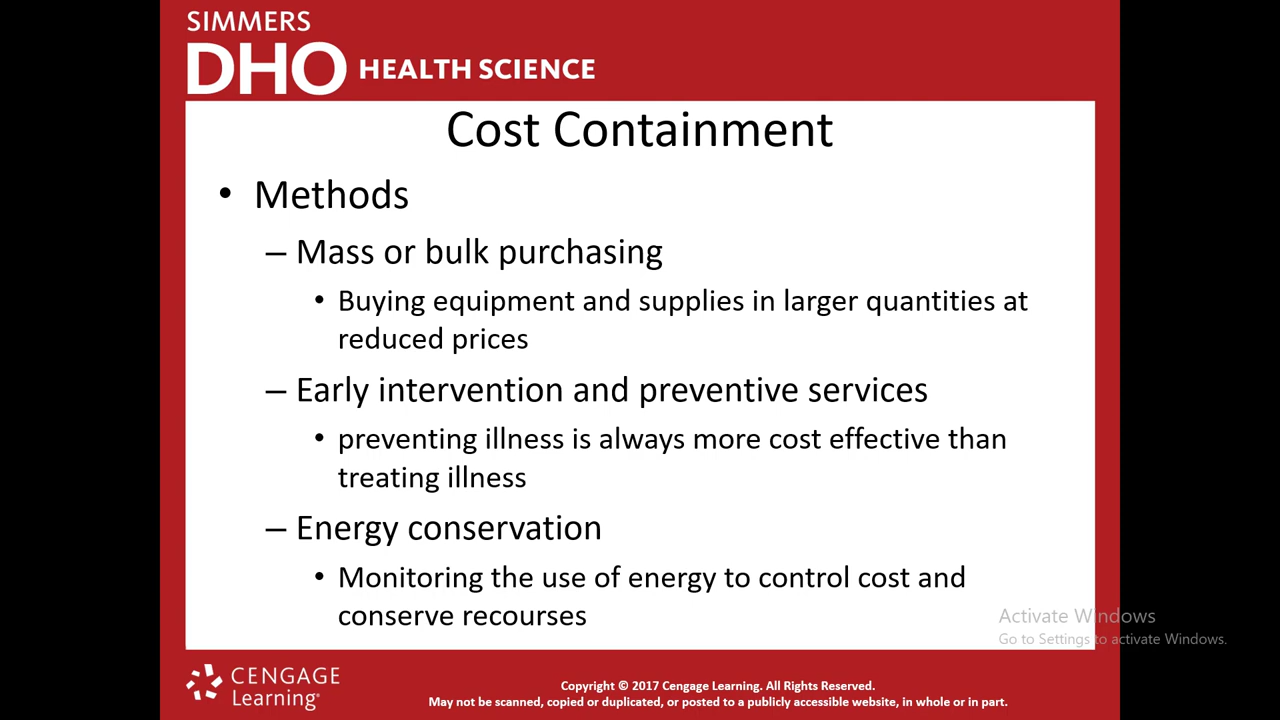 SIMMERS
DHO HEALTH SCIENCE
Cost Containment
• Methods
– Mass or bulk purchasing
• Buying equipment and supplies in larger quantities at
reduced prices
– Early intervention and preventive services
• preventing illness is always more cost effective than
treating illness
– Energy conservation
• Monitoring the use of energy to control cost and
conserve recourses
Activate Windows
Go to Settings to activate Windows.
CENGAGE
Learning®
Copyright © 2017 Cengage Learning. All Rights Reserved.
May not be scanned, copied or duplicated, or posted to a publicly accessible website, in whole or in part.